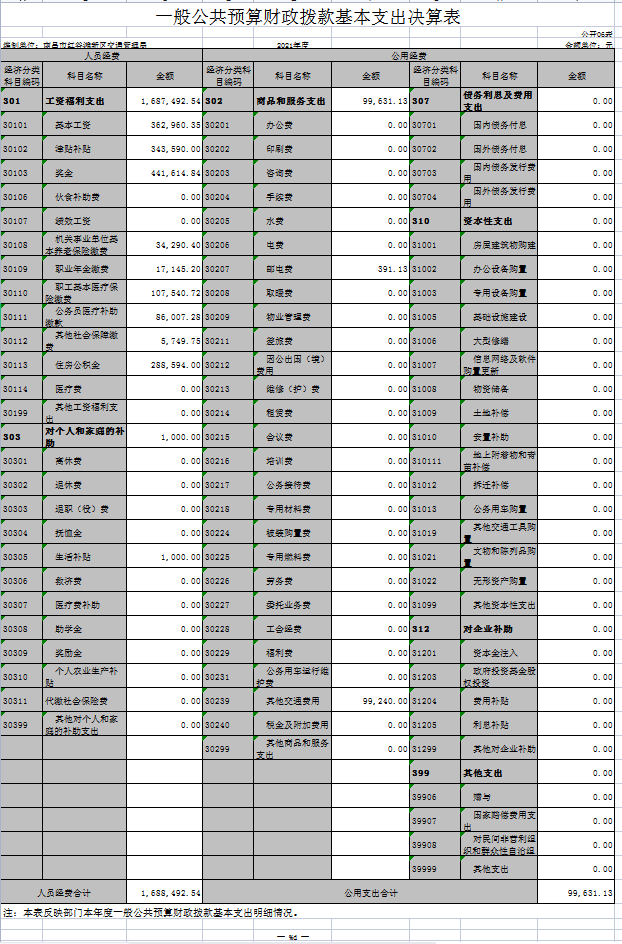 一般公共预算财政拨款基本支出决算表
公开06表
编制单位：南昌市红谷滩新区交通管理局 2021年度 金额单位：元
人员经费 公用经费
经济分类科目编码 科目名称 金额 经济分类科目编码 科目名称 金额 经济分类科目编码 科目名称 金额
301 工资福利支出 1,687,492.54 302 商品和服务支出 99,631.13 307 债务利息及费用支出 0.00
30101 基本工资 362,960.35 30201 办公费 0.00 30701 国内债务付息 0.00
30102 津贴补贴 343,590.00 30202 印刷费 0.00 30702 国外债务付息 0.00
30103 奖金 441,614.84 30203 咨询费 0.00 30703 国内债务发行费用 0.00
30106 伙食补助费 0.00 30204 手续费 0.00 30704 国外债务发行费用 0.00
30107 绩效工资 0.00 30205 水费 0.00 310 资本性支出 0.00
30108 机关事业单位基本养老保险缴费 34,290.40 30206 电费 0.00 31001 房屋建筑物购建 0.00
30109 职业年金缴费 17,145.20 30207 邮电费 391.13 31002 办公设备购置 0.00
30110 职工基本医疗保险缴费 107,540.72 30208 取暖费 0.00 31003 专用设备购置 0.00
30111 公务员医疗补助缴款 86,007.28 30209 物业管理费 0.00 31005 基础设施建设 0.00
30112 其他社会保障缴费 5,749.75 30211 差旅费 0.00 31006 大型修缮 0.00
30113 住房公积金 288,594.00 30212 因公出国（境）费用 0.00 31007 信息网络及软件购置更新 0.00
30114 医疗费 0.00 30213 维修（护）费 0.00 31008 物资储备 0.00
30199 其他工资福利支出 0.00 30214 租赁费 0.00 31009 土地补偿 0.00
303 对个人和家庭的补助 1,000.00 30215 会议费 0.00 31010 安置补助 0.00
30301 离休费 0.00 30216 培训费 0.00 310111 地上附着物和青苗补偿 0.00
30302 退休费 0.00 30217 公务接待费 0.00 31012 拆迁补偿 0.00
30303 退职（役）费 0.00 30218 专用材料费 0.00 31013 公务用车购置 0.00
30304 抚恤金 0.00 30224 被装购置费 0.00 31019 其他交通工具购置 0.00
30305 生活补贴 1,000.00 30225 专用燃料费 0.00 31021 文物和陈列品购置 0.00
30306 救济费 0.00 30226 劳务费 0.00 31022 无形资产购置 0.00
30307 医疗费补助 0.00 30227 委托业务费 0.00 31099 其他资本性支出 0.00
30308 助学金 0.00 30228 工会经费 0.00 312 对企业补助 0.00
30309 奖励金 0.00 30229 福利费 0.00 31201 资本金注入 0.00
30310 个人农业生产补贴 0.00 30231 公务用车运行维护费 0.00 31203 政府投资基金股权投资 0.00
30311 代缴社会保险费 0.00 30239 其他交通费用 99,240.00 31204 费用补贴 0.00
30399 其他对个人和家庭的补助支出 0.00 30240 税金及附加费用 0.00 31205 利息补贴 0.00
30299 其他商品和服务支出 0.00 31299 其他对企业补助 0.00
399 其他支出 0.00
39906 赠与 0.00
39907 国家赔偿费用支出 0.00
39908 对民间非营利组织和群众性自治组 0.00
39999 其他支出 0.00
人员经费合计 1,688,492.54 公用支出合计 99,631.13
注：本表反映部门本年度一般公共预算财政拨款基本支出明细情况。
— %d —